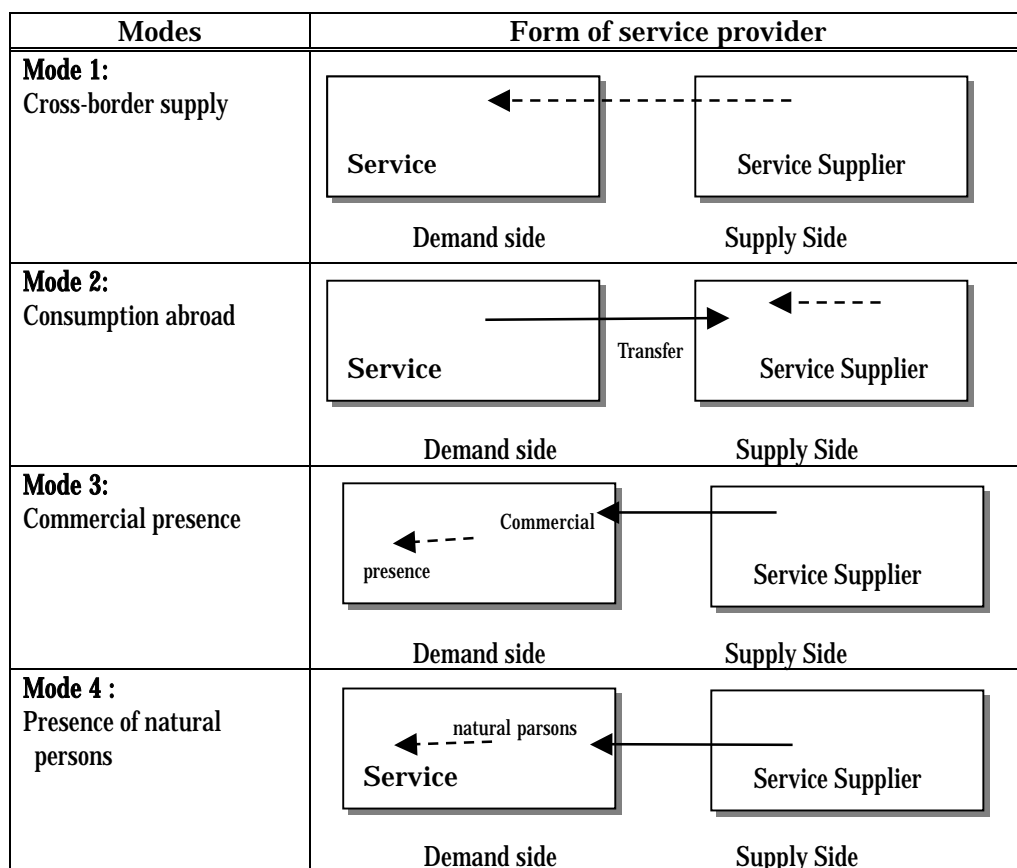 Modes
Form of service provider
Mode 1:
Cross-border supply
Service
Service Supplier
Demand side
Supply Side
Mode 2:
Consumption abroad
Transfer
Service
Service Supplier
Demand side
Supply Side
Mode 3:
Commercial presence
Commercial
presence
Service Supplier
Demand side
Supply Side
Mode 4 :
Presence of natural
persons
natural parsons
Service
Service Supplier
Demand side
Supply Side